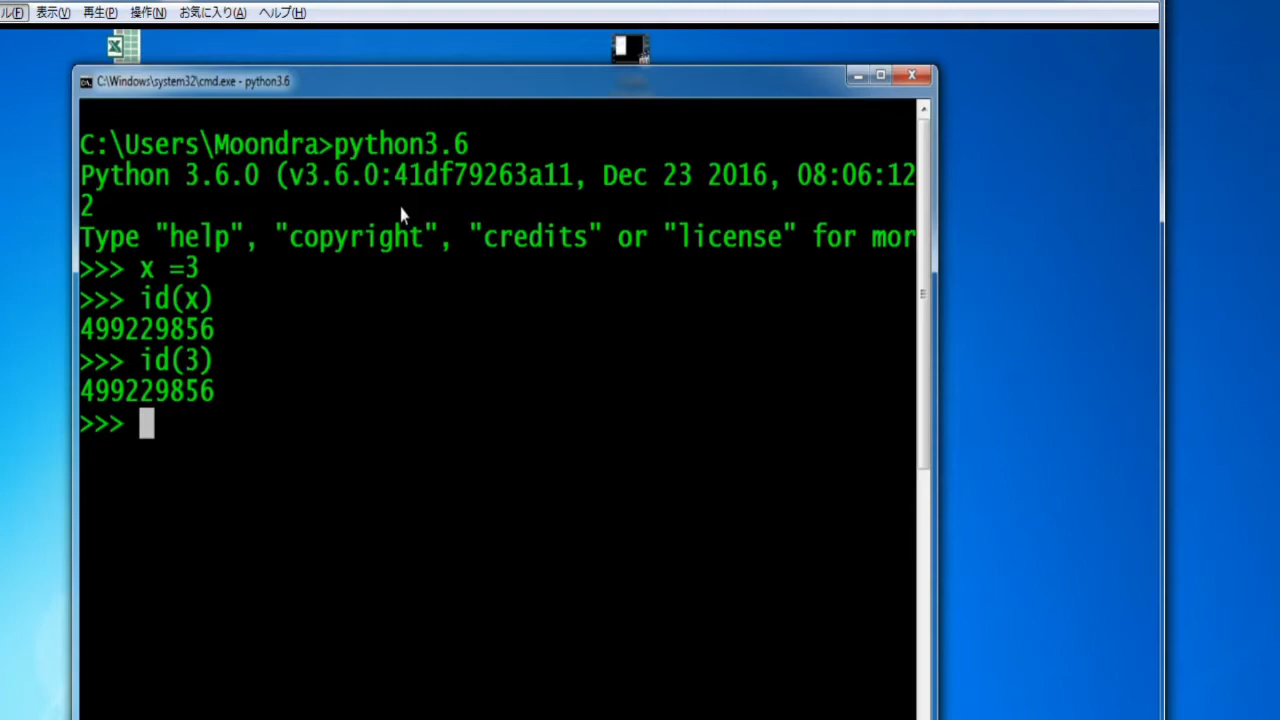 ル(F) 表示(V) 再生(P) 操作(N) お気に入り(A) ヘルプ(H)
C:\Windows\system32\cmd.exe - python3.6
C:\Users\Moondra>python3.6
Python 3.6.0 (v3.6.0:41df79263a11, Dec 23 2016, 08:06:12
2
Type "help", "copyright", "credits" or "license" for mor
>>> x =3
>>> id(x)
499229856
>>> id(3)
499229856
>>>